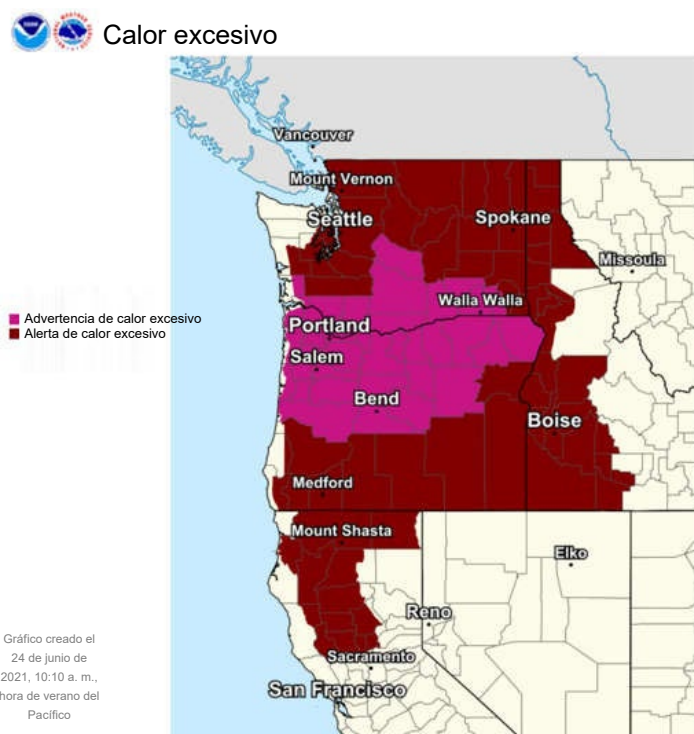 Calor excesivo
Vancouver
Mount Vernon
Seattle
Spokane
Missoula
Walla Walla
Advertencia de calor excesivo
Alerta de calor excesivo
Portland
Salem
Bend
Boise
Medford
Mount Shasta
Elko
Reno
Sacramento
San Francisco
Gráfico creado el
24 de junio de
2021, 10:10 a. m.,
hora de verano del
Pacífico